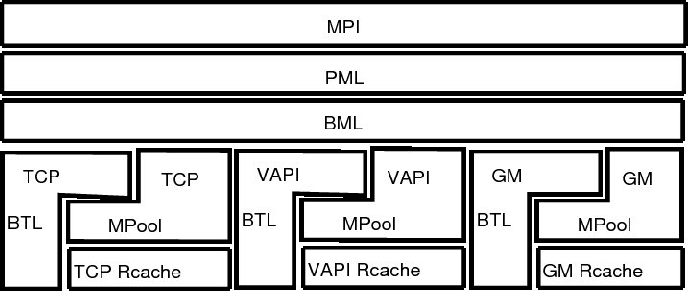 MPI
PML
BML
TCP TCP VAPI VAPI GM GM
BTL MPool BTL MPool BTL MPool
TCP Rcache VAPI Rcache GM Rcache